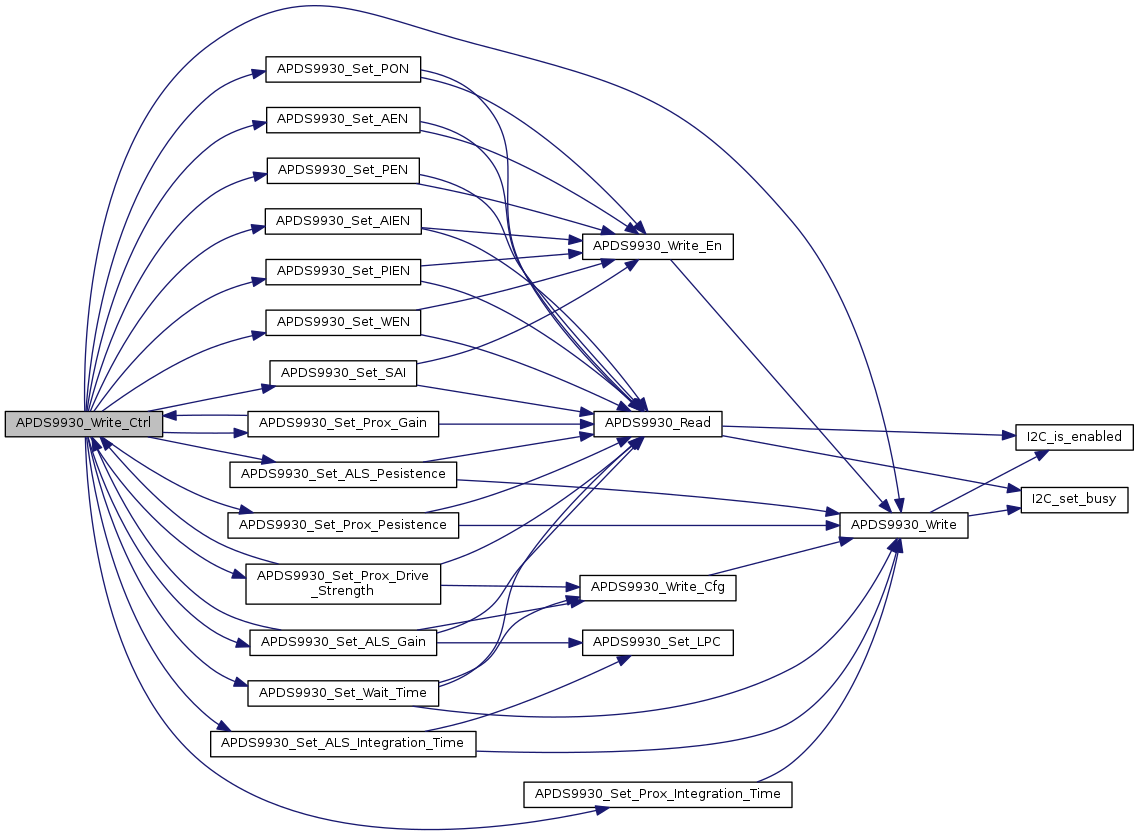 APDS9930_Set_PON
APDS9930_Set_AEN
APDS9930_Set_PEN
APDS9930_Set_AIEN
APDS9930_Write_En
APDS9930_Set_PIEN
APDS9930_Set_WEN
APDS9930_Set_SAI
APDS9930_Write_Ctrl
APDS9930_Set_Prox_Gain
APDS9930_Read
I2C_is_enabled
APDS9930_Set_ALS_Pesistence
I2C_set_busy
APDS9930_Set_Prox_Pesistence
APDS9930_Write
APDS9930_Set_Prox_Drive
_Strength
APDS9930_Write_Cfg
APDS9930_Set_ALS_Gain
APDS9930_Set_LPC
APDS9930_Set_Wait_Time
APDS9930_Set_ALS_Integration_Time
APDS9930_Set_Prox_Integration_Time